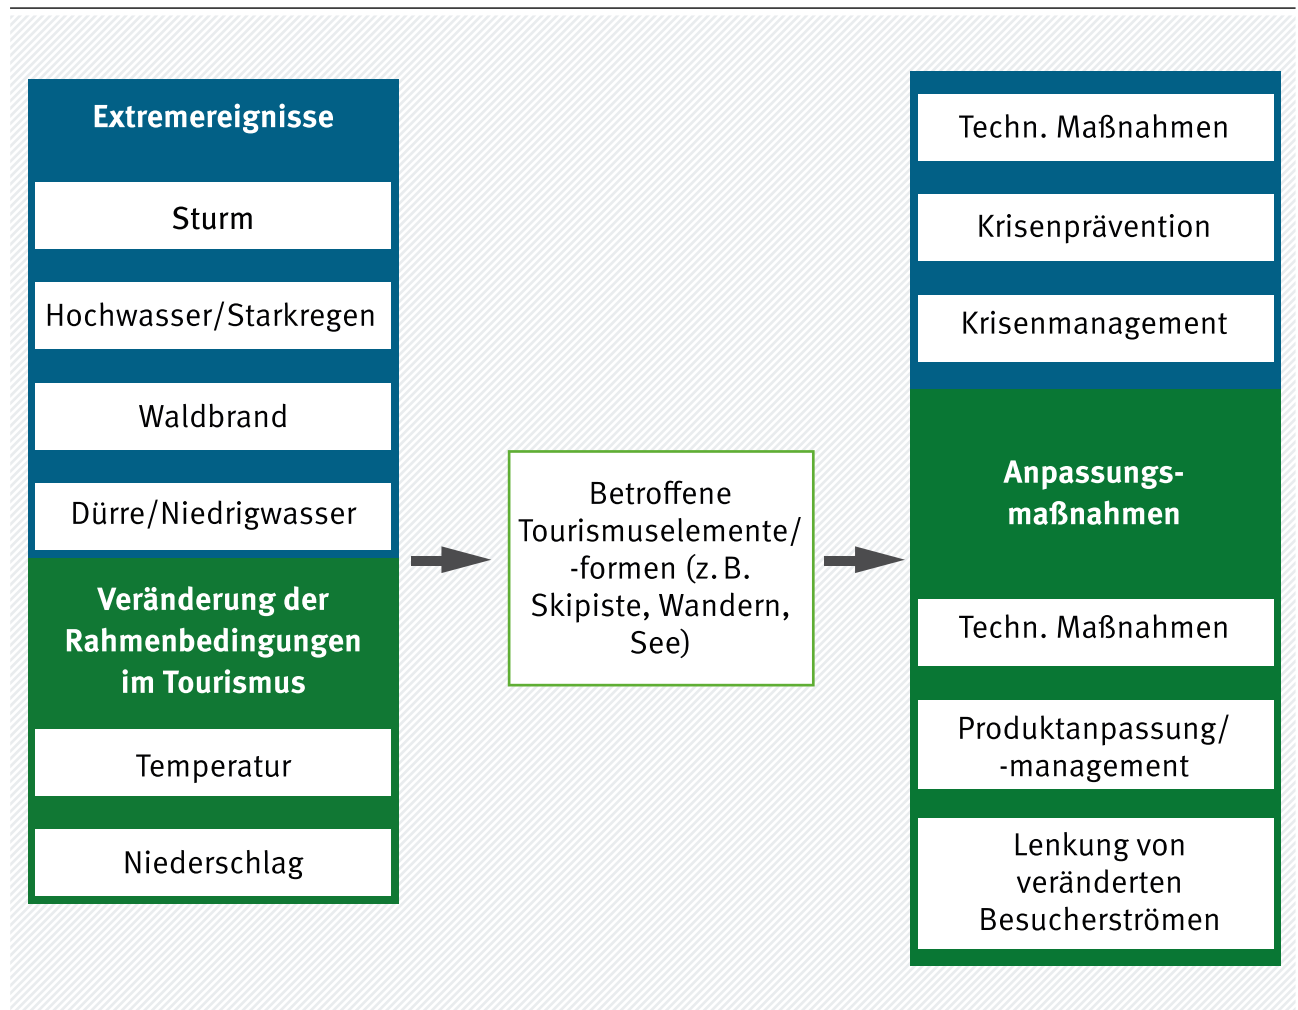 Extremereignisse
Sturm
Hochwasser/Starkregen
Waldbrand
Dürre/Niedrigwasser
Veränderung der
Rahmenbedingungen
im Tourismus
Temperatur
Niederschlag
Betroffene
Tourismuselemente/
-formen (z. B.
Skipiste, Wandern,
See)
Techn. Maßnahmen
Krisenprävention
Krisenmanagement
Anpassungs-
maßnahmen
Techn. Maßnahmen
Produktanpassung/
-management
Lenkung von
veränderten
Besucherströmen